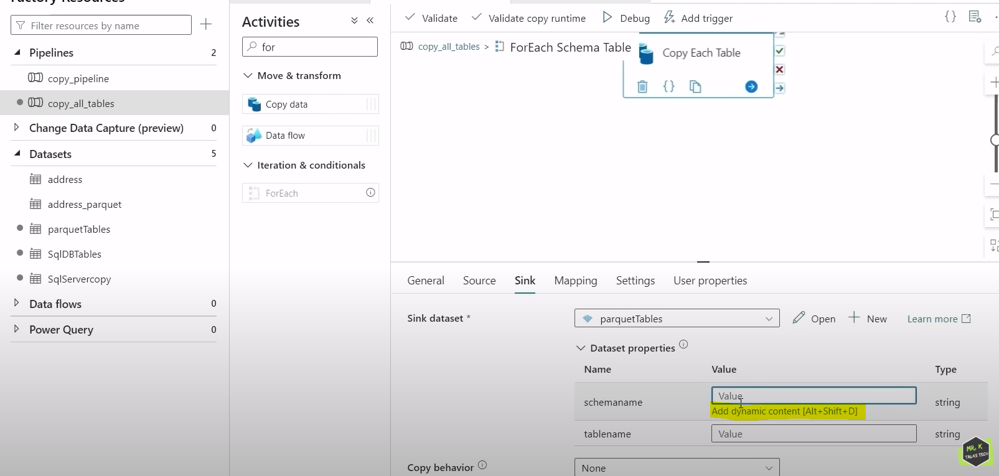 Factory Resources
Filter resources by name
Pipelines 2
copy_pipeline
copy_all_tables
Change Data Capture (preview) 0
Datasets 5
address
address_parquet
parquetTables
SqlDBTables
SqlServercopy
Data flows 0
Power Query 0
Activities
for
Move & transform
Copy data
Data flow
Iteration & conditionals
ForEach
Validate Validate copy runtime Debug Add trigger
copy_all_tables > ForEach Schema Table
Copy Each Table
General Source Sink Mapping Settings User properties
Sink dataset * parquetTables Open New Learn more
Dataset properties
Name Value Type
schemaname Value string
Add dynamic content [Alt+Shift+D]
tablename Value string
Copy behavior None
MR. K
TALKS TECH